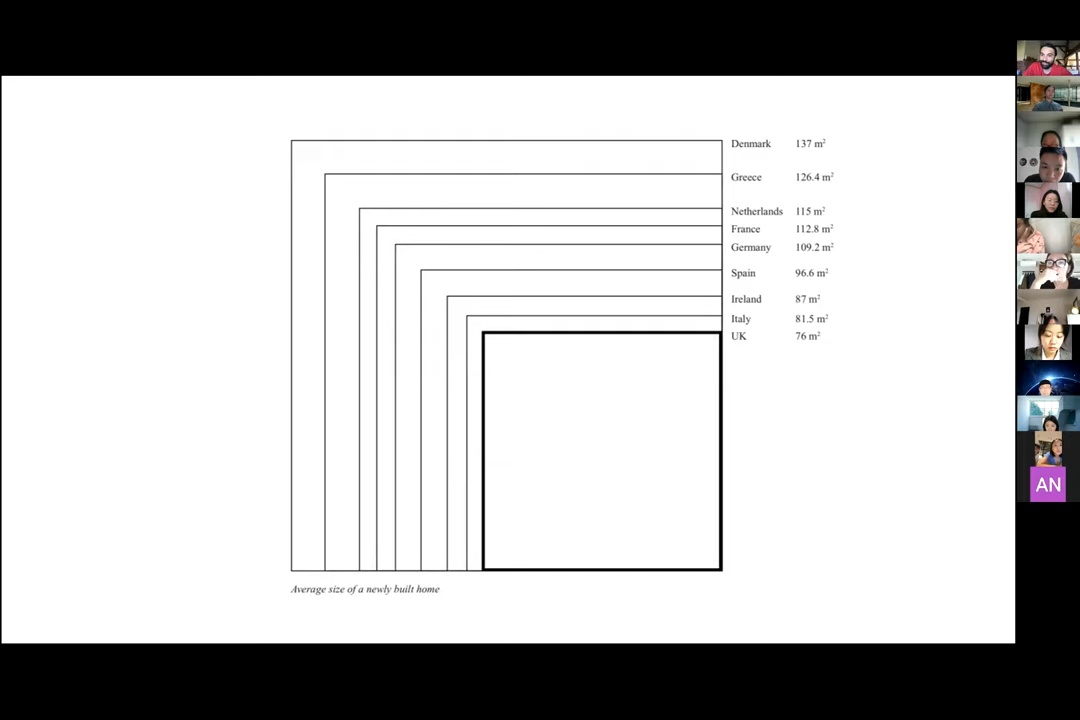 Denmark 137 m²
Greece 126.4 m²
Netherlands 115 m²
France 112.8 m²
Germany 109.2 m²
Spain 96.6 m²
Ireland 87 m²
Italy 81.5 m²
UK 76 m²
AN
Average size of a newly built home